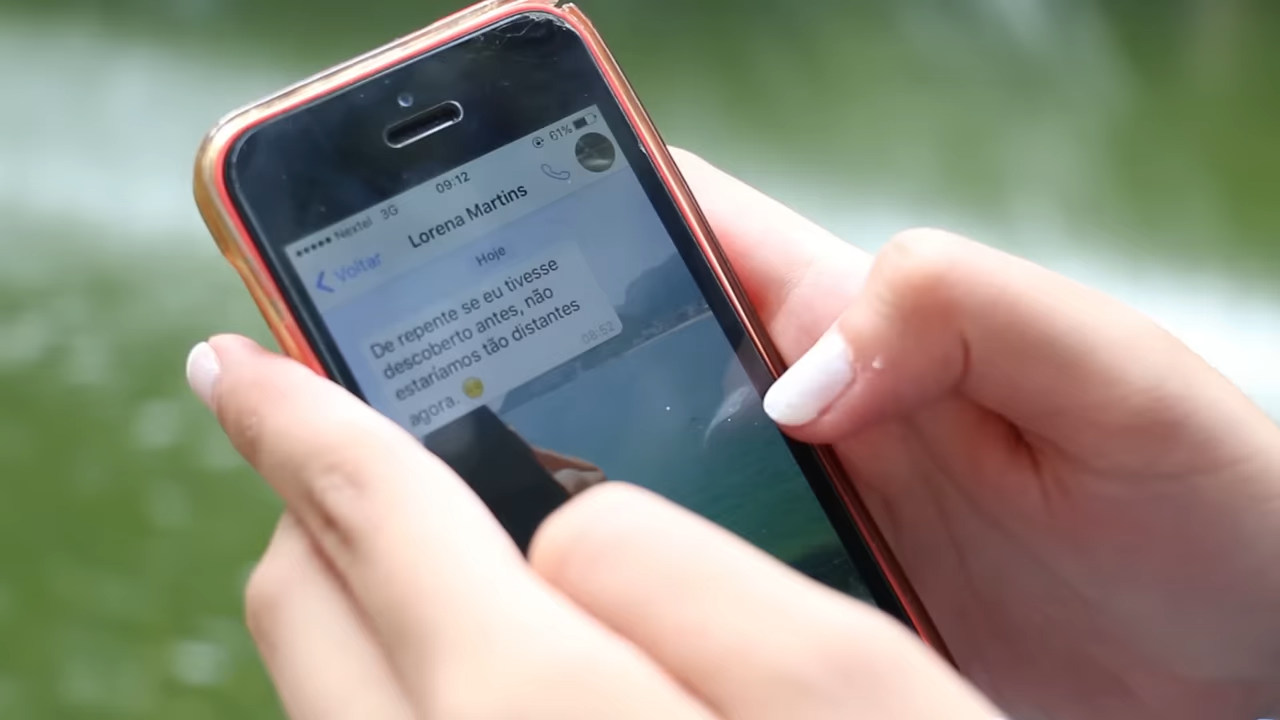 Nextel 3G 09:12 61%
Voltar Lorena Martins
Hoje
De repente se eu tivesse
descoberto antes, não
estaríamos tão distantes
agora. 😕
08:52